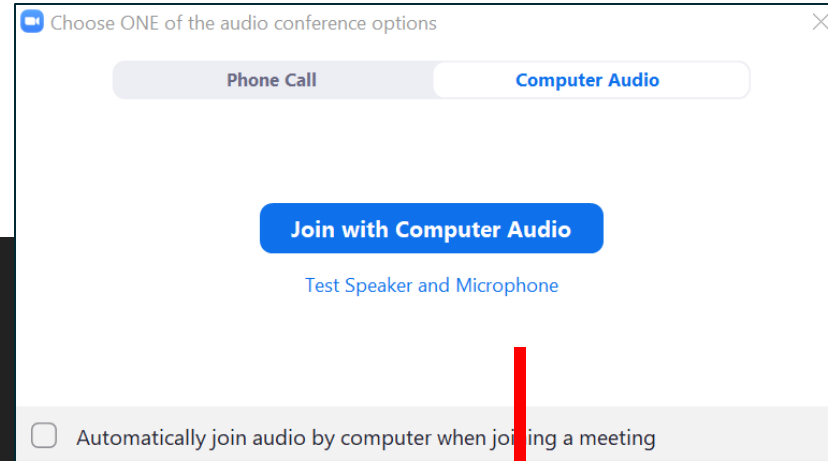 Choose ONE of the audio conference options
Phone Call
Computer Audio
Join with Computer Audio
Test Speaker and Microphone
Automatically join audio by computer when joining a meeting